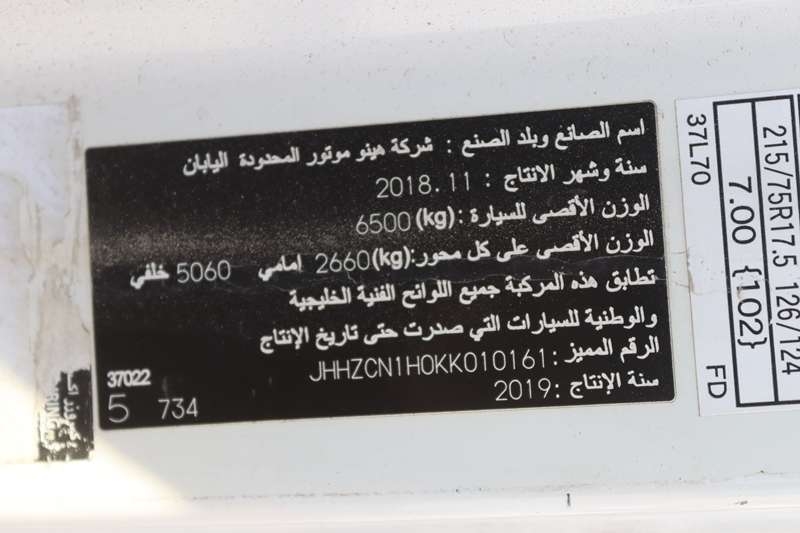 اسم الصانع وبلد الصنع : شركة هينو موتور المحدودة اليابان
سنة وشهر الانتاج : 2018.11
الوزن الأقصى للسيارة :(kg) 6500
الوزن الأقصى على كل محور:(kg) 2660 امامي 5060 خلفي
تطابق هذه المركبة جميع اللوائح الفنية الخليجية
والوطنية للسيارات التي صدرت حتى تاريخ الإنتاج
الرقم المميز : JHHZCN1H0KK010161
سنة الإنتاج :2019
37022
5 734
37L70
FD
7.00 {102}
215/75R17.5 126/124